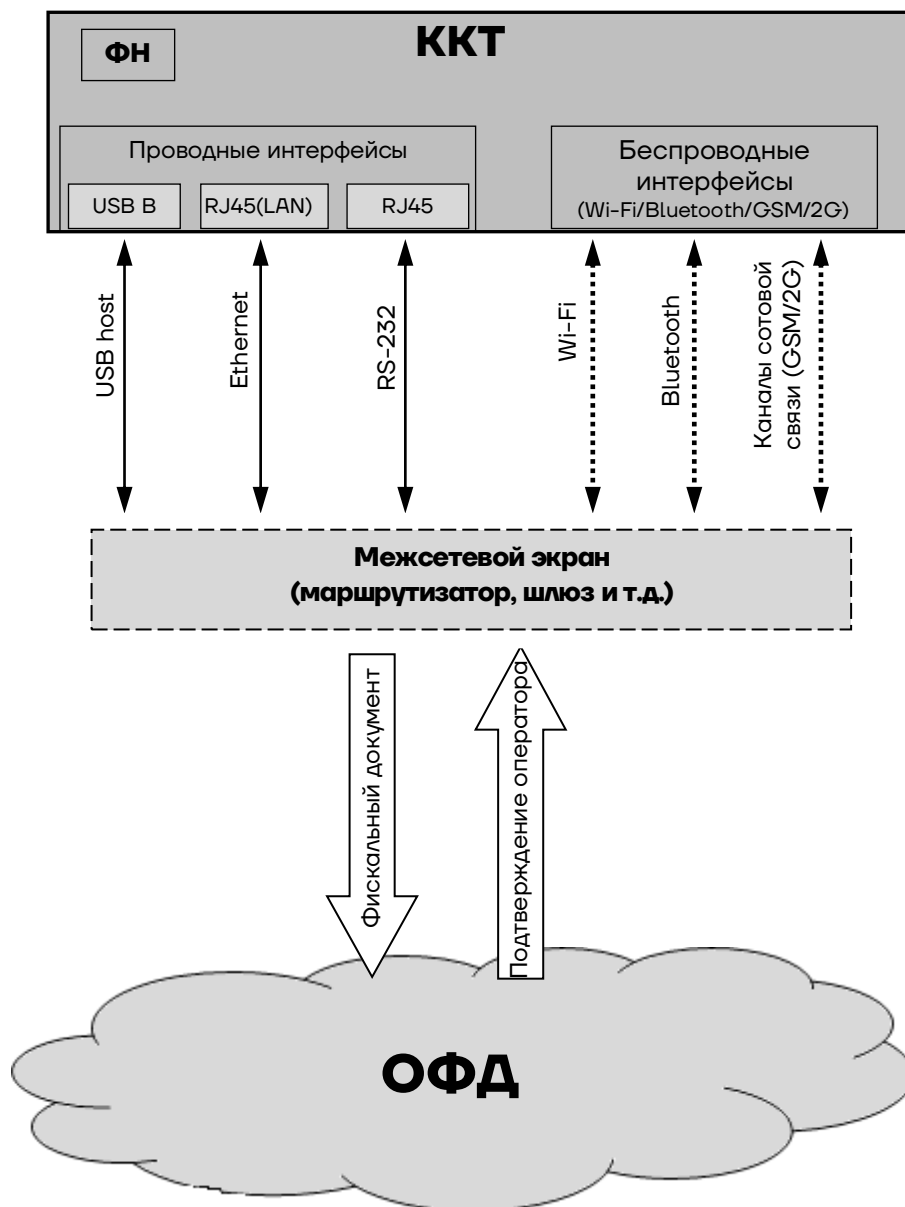 ФН
ККТ
Проводные интерфейсы
USB B
RJ45(LAN)
RJ45
Беспроводные
интерфейсы
(Wi-Fi/Bluetooth/GSM/2G)
USB host
Ethernet
RS-232
Wi-Fi
Bluetooth
Каналы сотовой
связи (GSM/2G)
Межсетевой экран
(маршрутизатор, шлюз и т.д.)
Фискальный документ
Подтверждение оператора
ОФД